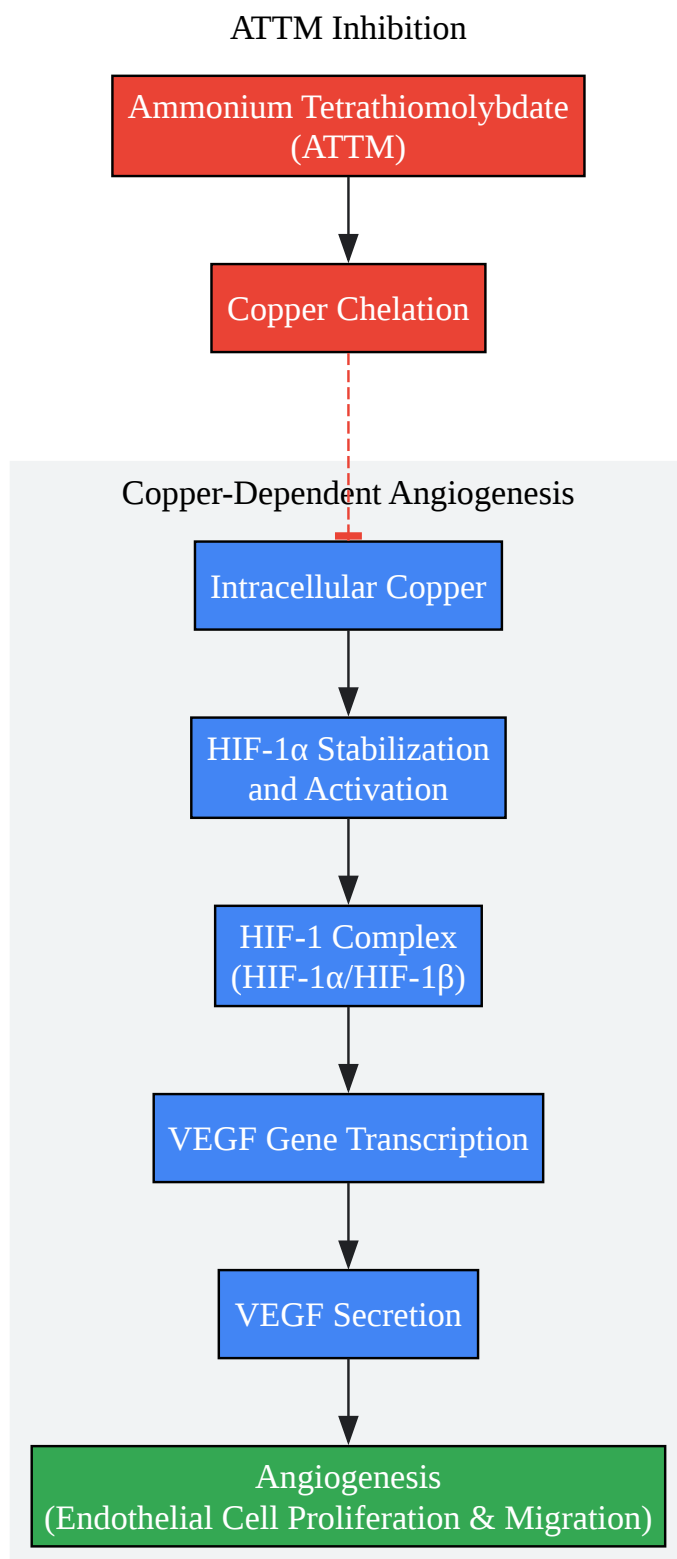 ATTM Inhibition
Ammonium Tetrathiomolybdate
(ATTM)
Copper Chelation
Copper-Dependent Angiogenesis
Intracellular Copper
HIF-1α Stabilization
and Activation
HIF-1 Complex
(HIF-1α/HIF-1β)
VEGF Gene Transcription
VEGF Secretion
Angiogenesis
(Endothelial Cell Proliferation & Migration)